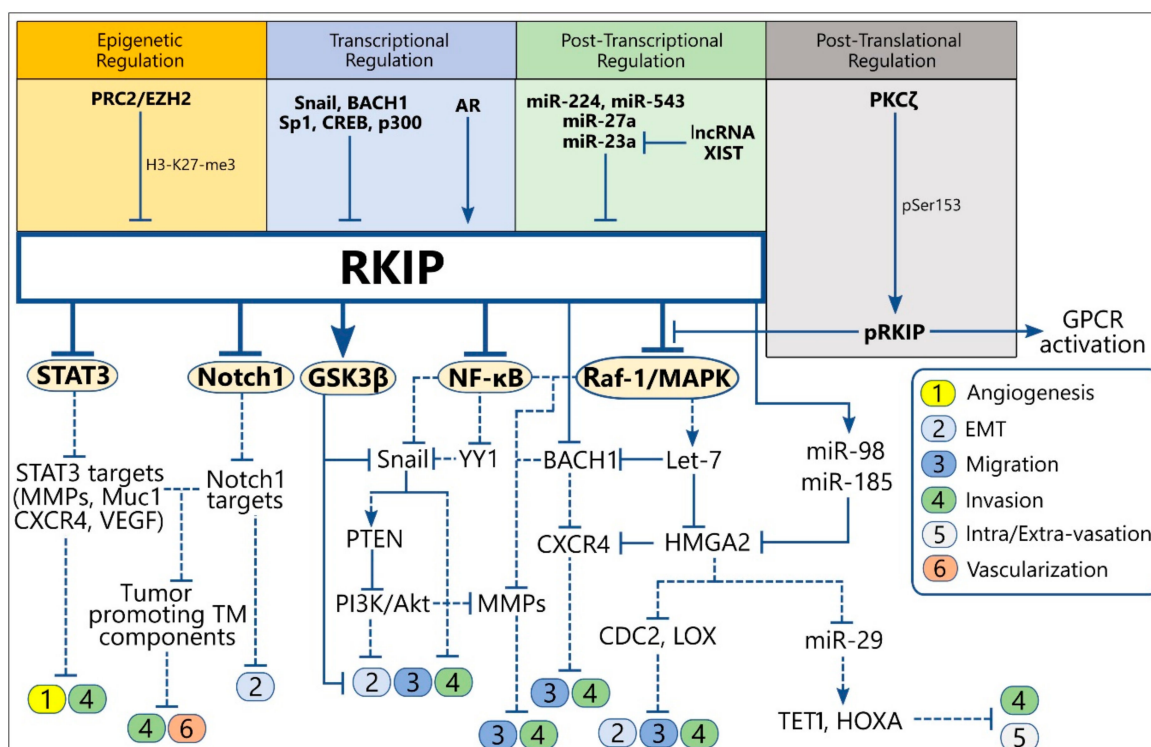 Epigenetic
Regulation
Transcriptional
Regulation
Post-Transcriptional
Regulation
Post-Translational
Regulation
PRC2/EZH2
H3-K27-me3
Snail, BACH1
Sp1, CREB, p300
AR
miR-224, miR-543
miR-27a
miR-23a
lncRNA
XIST
PKCζ
pSer153
RKIP
pRKIP
GPCR
activation
STAT3
Notch1
GSK3β
NF-κB
Raf-1/MAPK
STAT3 targets
(MMPs, Muc1
CXCR4, VEGF)
Notch1
targets
Snail
YY1
BACH1
Let-7
miR-98
miR-185
PTEN
CXCR4
HMGA2
PI3K/Akt
MMPs
Tumor
promoting TM
components
CDC2, LOX
miR-29
TET1, HOXA
1 4
4 6
2
2 3 4
3 4
3 4
2 3 4
4
5
1 Angiogenesis
2 EMT
3 Migration
4 Invasion
5 Intra/Extra-vasation
6 Vascularization